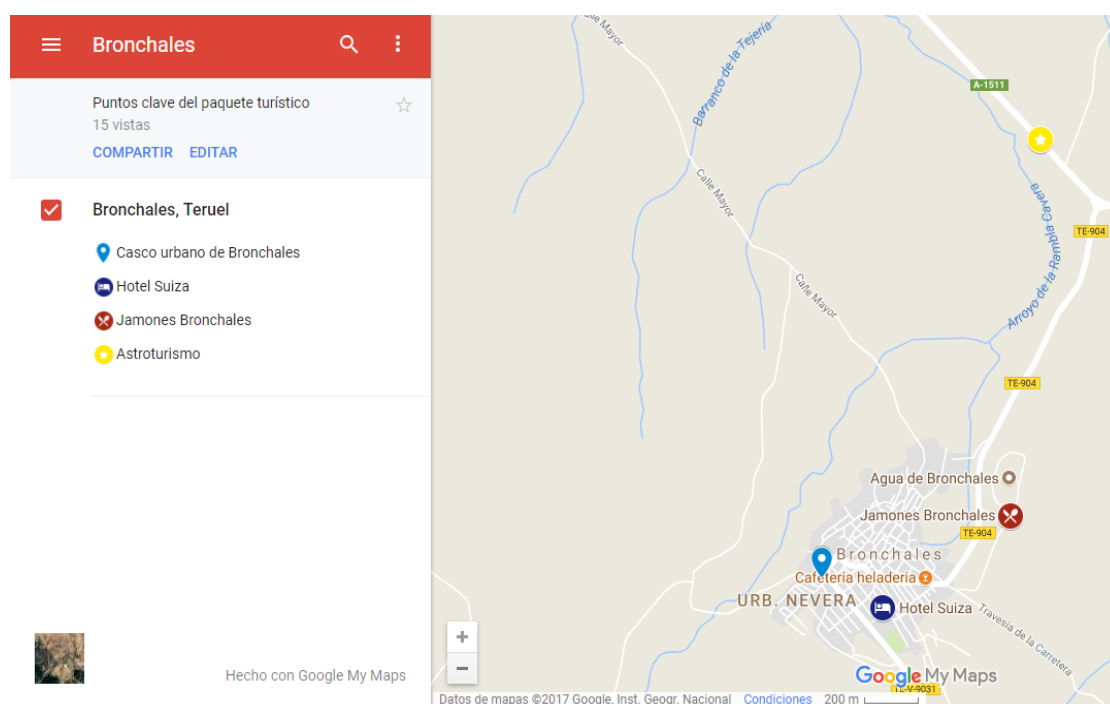 Bronchales
Puntos clave del paquete turístico
15 vistas
COMPARTIR EDITAR
Bronchales, Teruel
Casco urbano de Bronchales
Hotel Suiza
Jamones Bronchales
Astroturismo
Hecho con Google My Maps
Calle Mayor
Barranco de la Tejería
A-1511
Calle Mayor
Arroyo de la Rambla Cavera
TE-904
Calle Mayor
TE-904
Agua de Bronchales
Jamones Bronchales
TE-904
Bronchales
Cafetería heladería
URB. NEVERA
Hotel Suiza
Travesía de la Carretera
Google My Maps
TE-V-9031
Datos de mapas ©2017 Google, Inst. Geogr. Nacional Condiciones 200 m